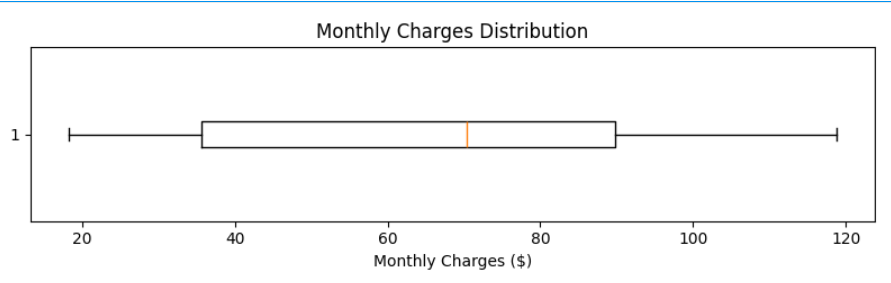 Monthly Charges Distribution
1
20 40 60 80 100 120
Monthly Charges ($)